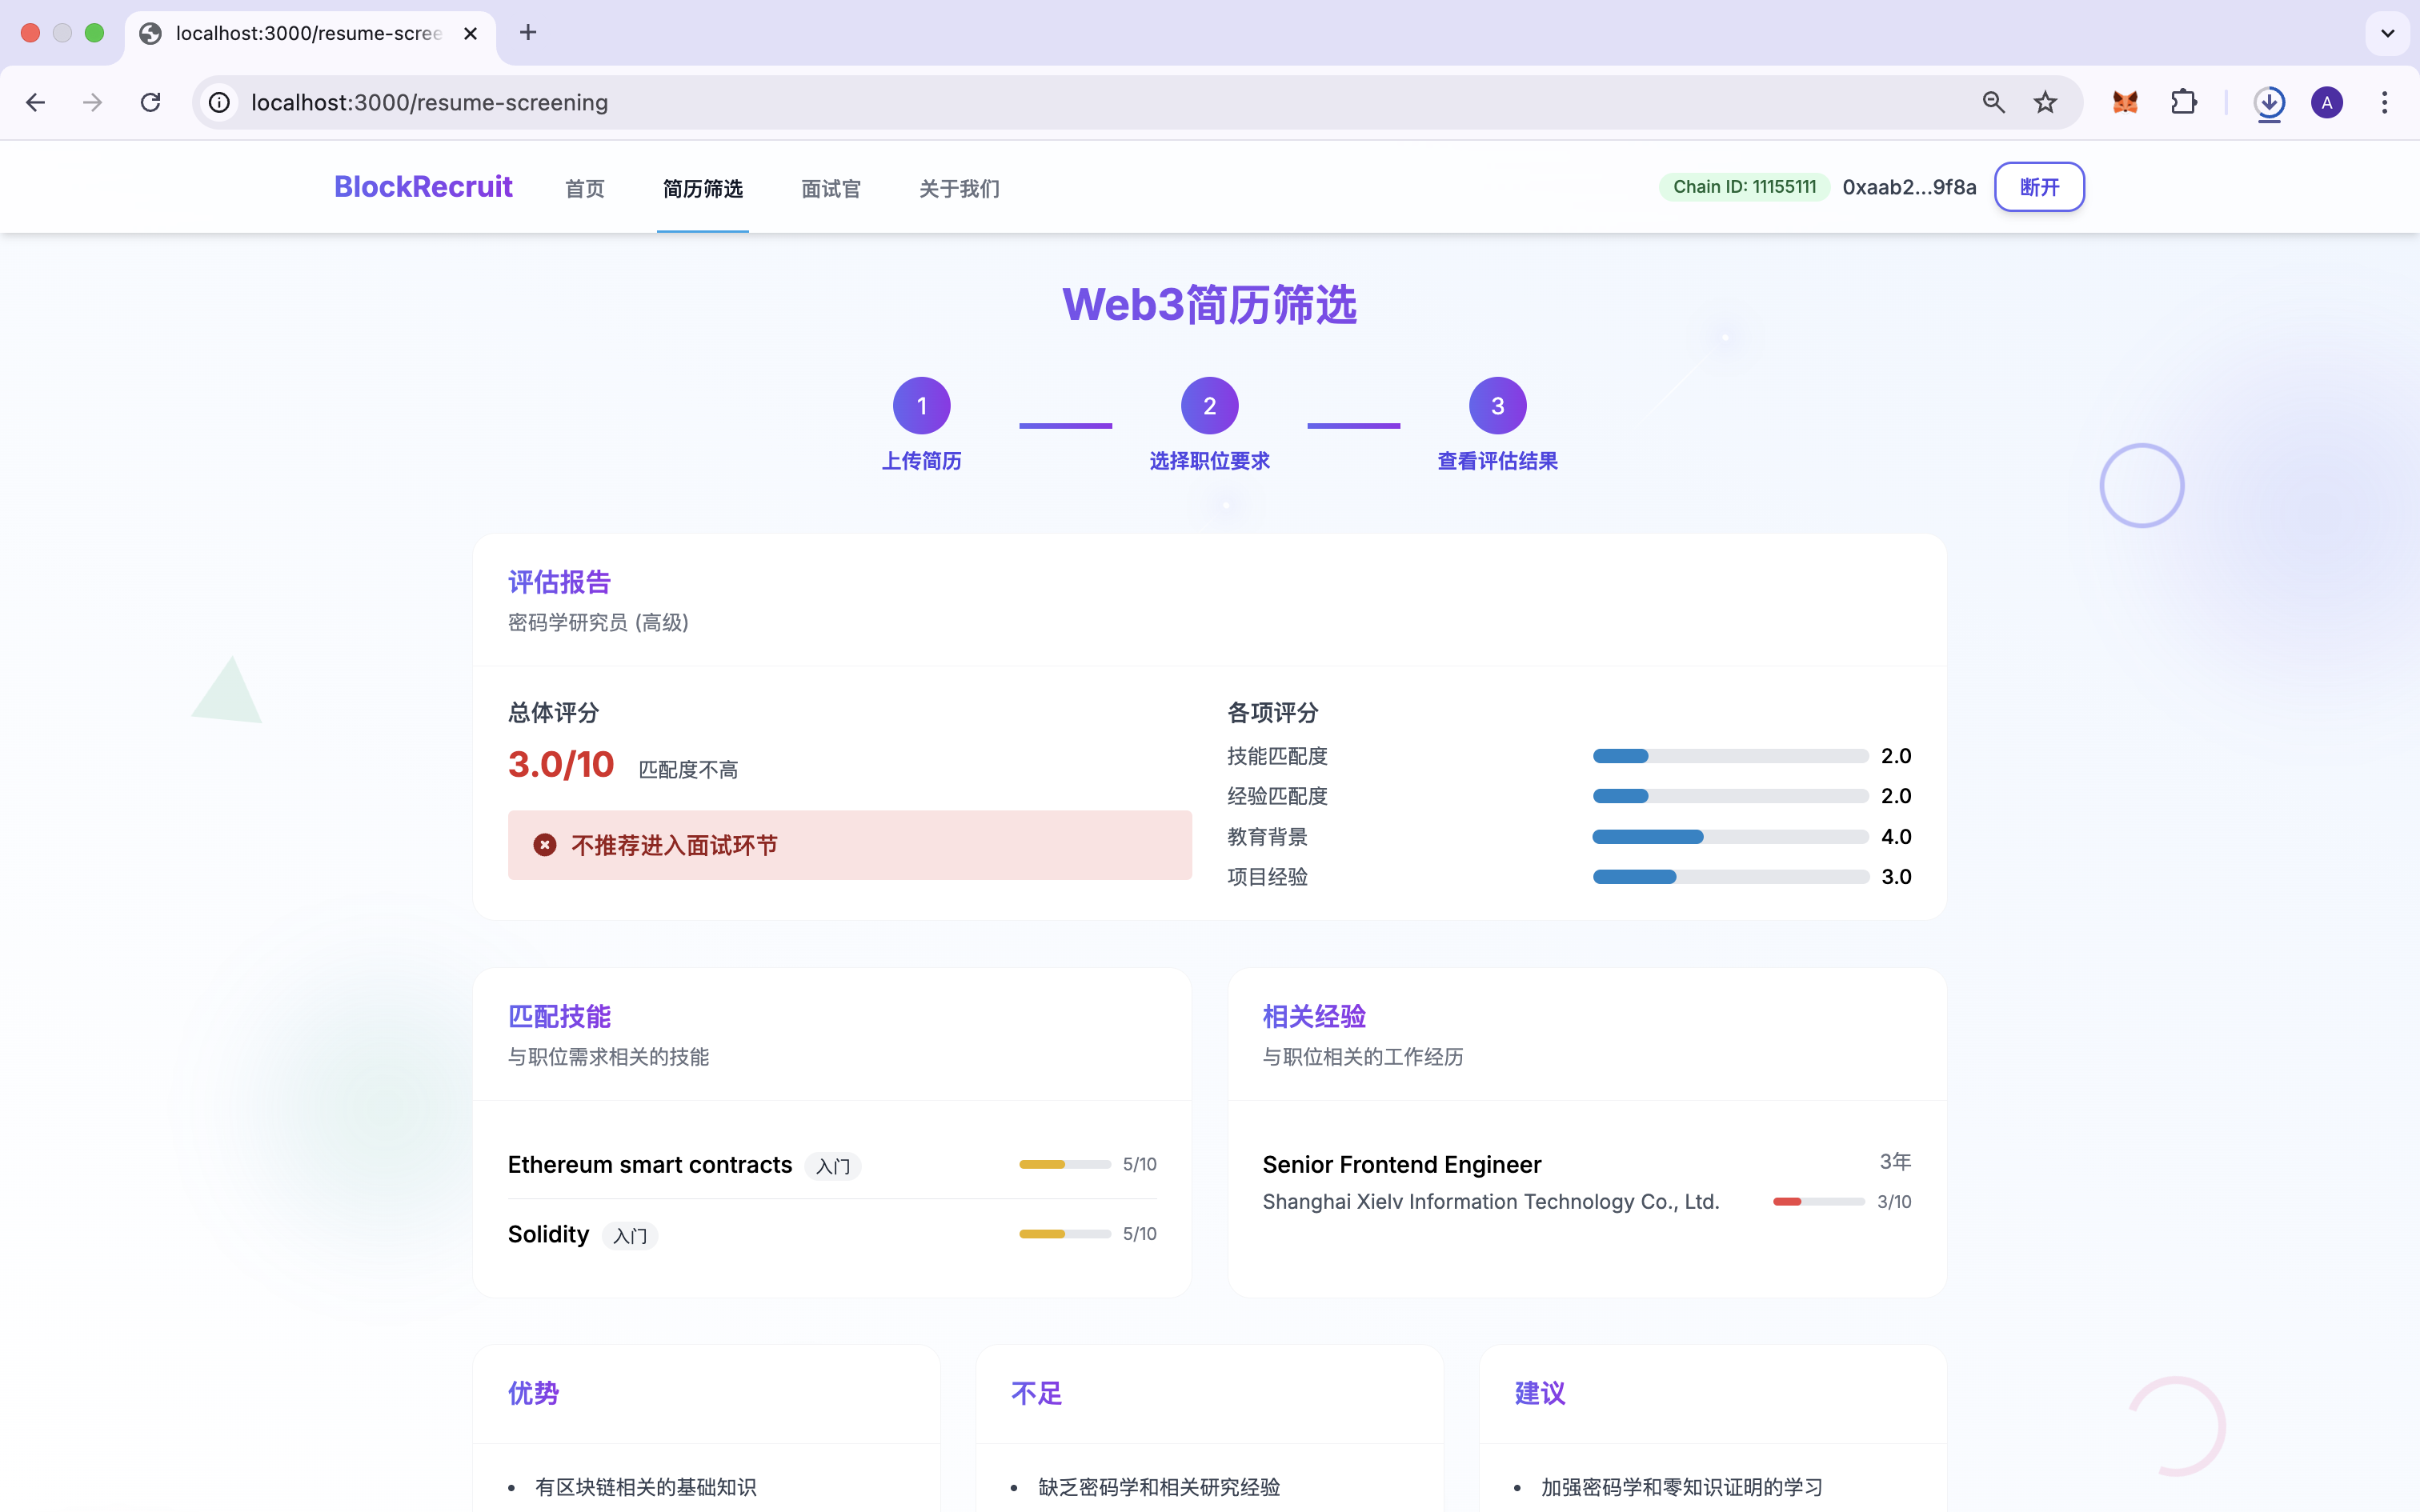 localhost:3000/resume-scree
localhost:3000/resume-screening
A
BlockRecruit 首页 简历筛选 面试官 关于我们 Chain ID: 11155111 0xaab2...9f8a 断开
Web3简历筛选
1 2 3
上传简历 选择职位要求 查看评估结果
评估报告
密码学研究员 (高级)
总体评分
3.0/10 匹配度不高
不推荐进入面试环节
各项评分
技能匹配度 2.0
经验匹配度 2.0
教育背景 4.0
项目经验 3.0
匹配技能
与职位需求相关的技能
Ethereum smart contracts 入门 5/10
Solidity 入门 5/10
相关经验
与职位相关的工作经历
Senior Frontend Engineer 3年
Shanghai Xielv Information Technology Co., Ltd. 3/10
优势
• 有区块链相关的基础知识
不足
• 缺乏密码学和相关研究经验
建议
• 加强密码学和零知识证明的学习